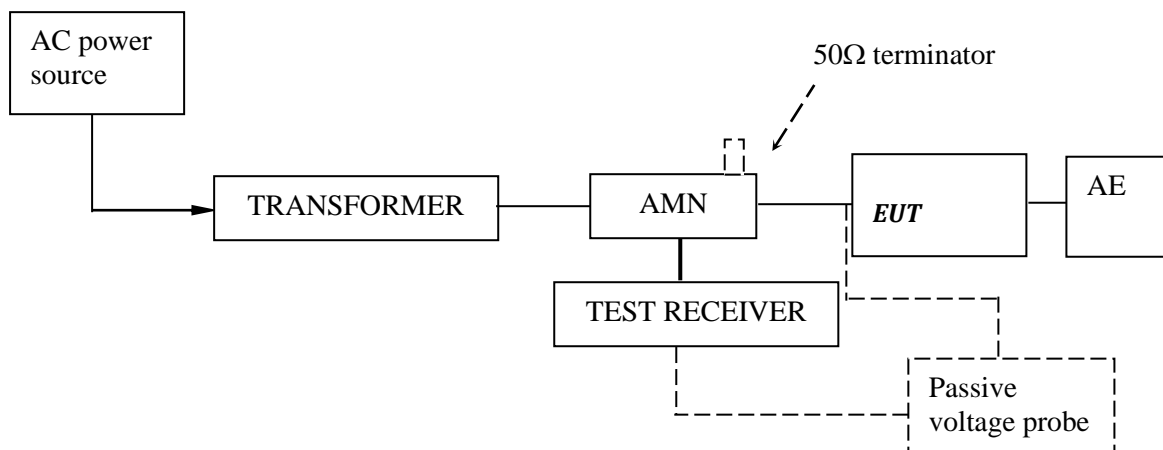 AC power
source
50Ω terminator
TRANSFORMER
AMN
EUT
AE
TEST RECEIVER
Passive
voltage probe